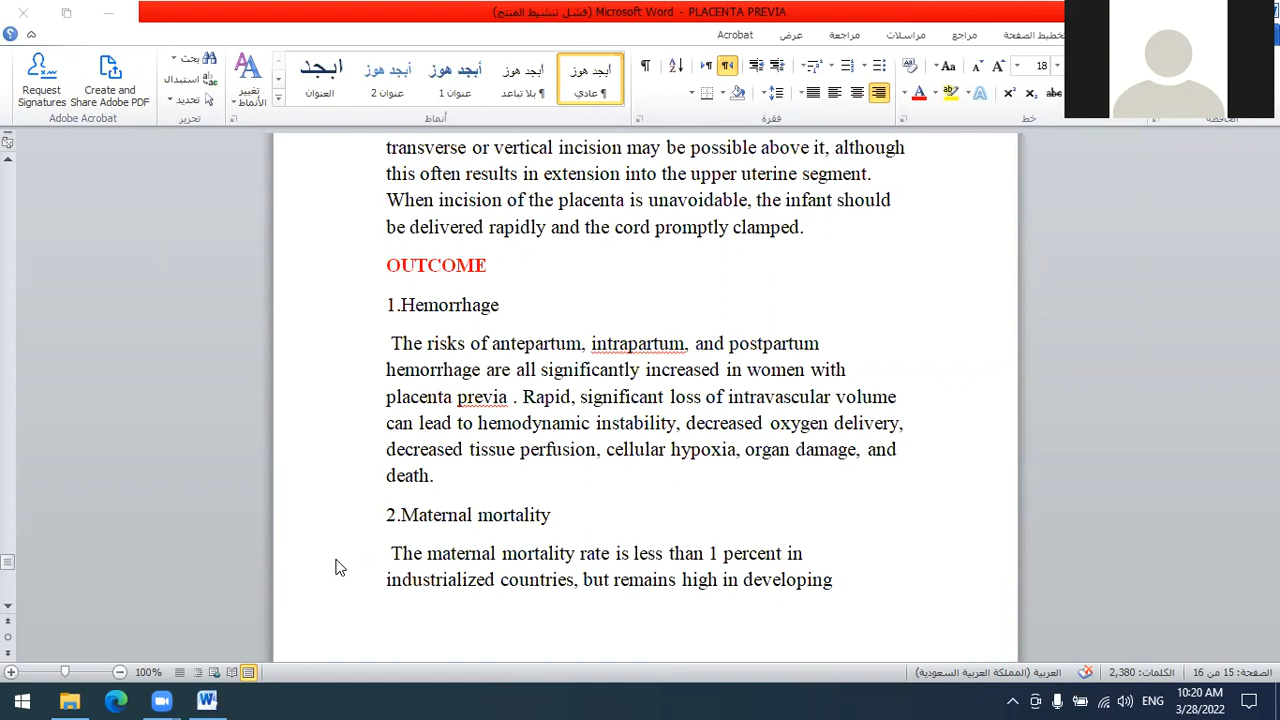 PLACENTA PREVIA - Microsoft Word (فشل تنشيط المنتج)
تخطيط الصفحة
مراجع
مراسلات
مراجعة
عرض
Acrobat
Request
Signatures
Create and
Share Adobe PDF
Adobe Acrobat
بحث
استبدال
تحديد
تحرير
تغيير
الأنماط
ابجد
العنوان
أبجد هوز
عنوان 2
أبجد هوز
عنوان 1
أبجد هوز
¶ بلا تباعد
أبجد هوز
¶ عادي
أنماط
فقرة
Aa
18
abc
خط
transverse or vertical incision may be possible above it, although
this often results in extension into the upper uterine segment.
When incision of the placenta is unavoidable, the infant should
be delivered rapidly and the cord promptly clamped.
OUTCOME
1.Hemorrhage
The risks of antepartum, intrapartum, and postpartum
hemorrhage are all significantly increased in women with
placenta previa . Rapid, significant loss of intravascular volume
can lead to hemodynamic instability, decreased oxygen delivery,
decreased tissue perfusion, cellular hypoxia, organ damage, and
death.
2.Maternal mortality
The maternal mortality rate is less than 1 percent in
industrialized countries, but remains high in developing
100%
العربية (المملكة العربية السعودية)
الكلمات: 2,380
الصفحة: 15 من 16
ENG
10:20 AM
3/28/2022